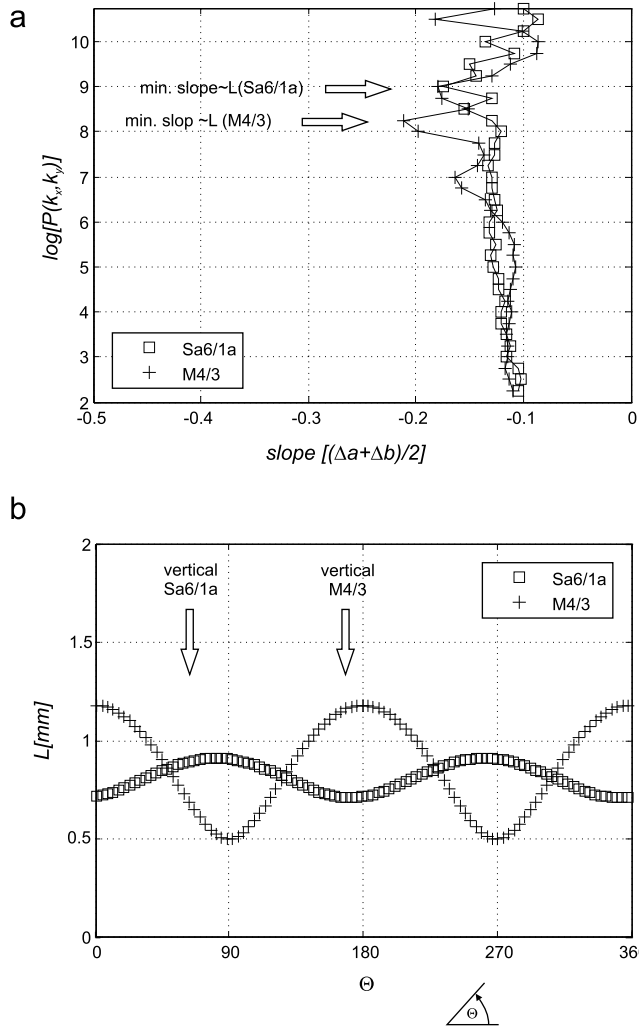 a
10
9
8
7
6
5
4
3
2
log[P(kₓ,kᵧ)]
min. slope~L(Sa6/1a)
min. slop ~L (M4/3)
Sa6/1a
M4/3
-0.5 -0.4 -0.3 -0.2 -0.1 0
slope [(Δa+Δb)/2]
b
2
1.5
1
0.5
0
L[mm]
vertical
Sa6/1a
vertical
M4/3
Sa6/1a
M4/3
0 90 180 270 36
Θ
Θ